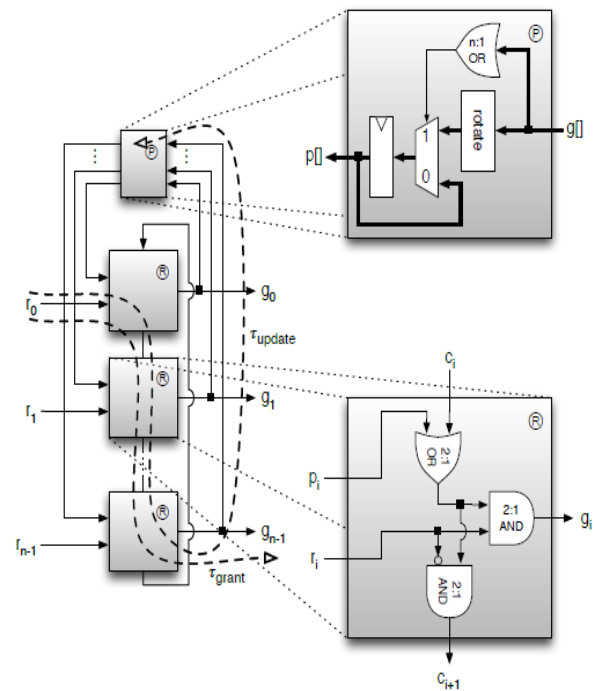 P
n:1
OR
rotate
1
0
p[]
g[]
P
R
r0
g0
τupdate
R
r1
g1
R
rn-1
gn-1
τgrant
ci
R
2:1
OR
pi
2:1
AND
gi
ri
2:1
AND
ci+1